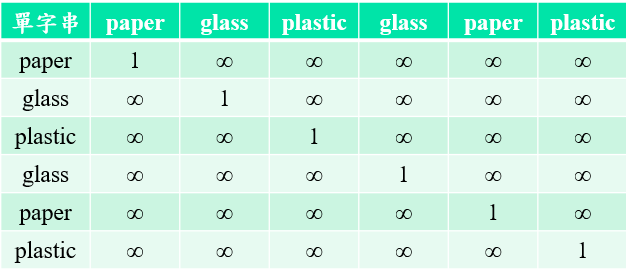 單字串 paper glass plastic glass paper plastic
paper 1 ∞ ∞ ∞ ∞ ∞
glass ∞ 1 ∞ ∞ ∞ ∞
plastic ∞ ∞ 1 ∞ ∞ ∞
glass ∞ ∞ ∞ 1 ∞ ∞
paper ∞ ∞ ∞ ∞ 1 ∞
plastic ∞ ∞ ∞ ∞ ∞ 1